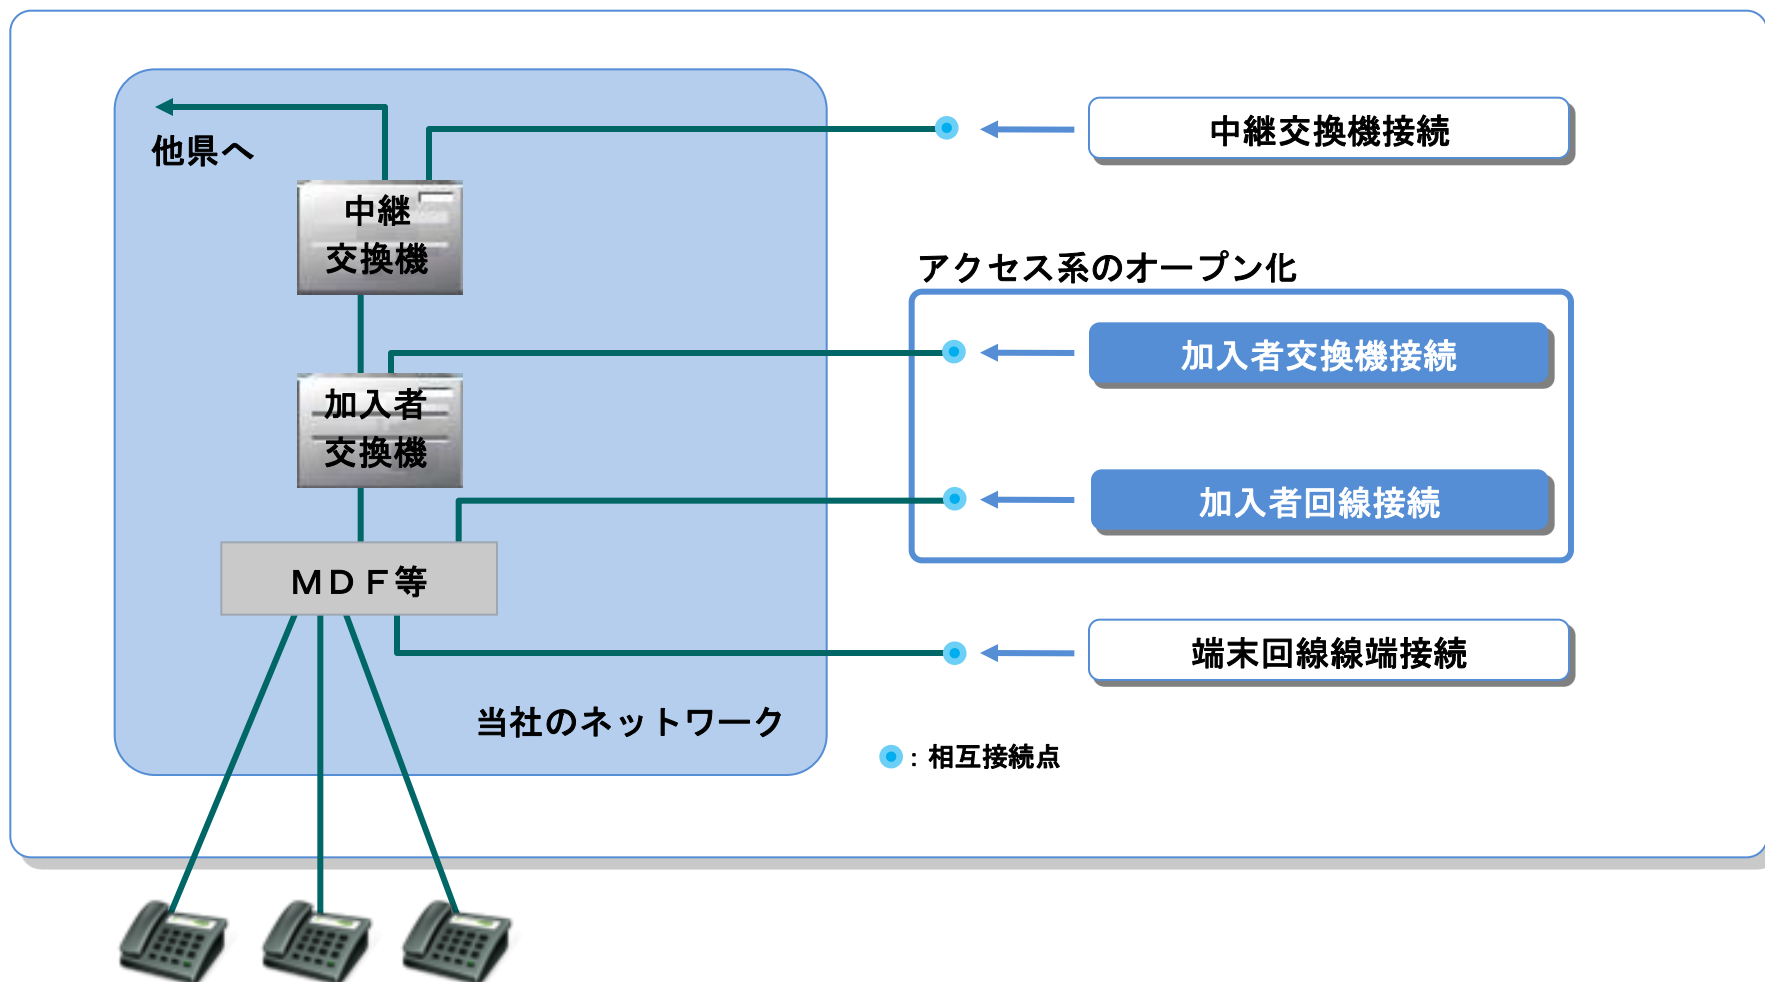 他県へ
中継
交換機
加入者
交換機
ＭＤＦ等
当社のネットワーク
中継交換機接続
アクセス系のオープン化
加入者交換機接続
加入者回線接続
端末回線線端接続
：相互接続点